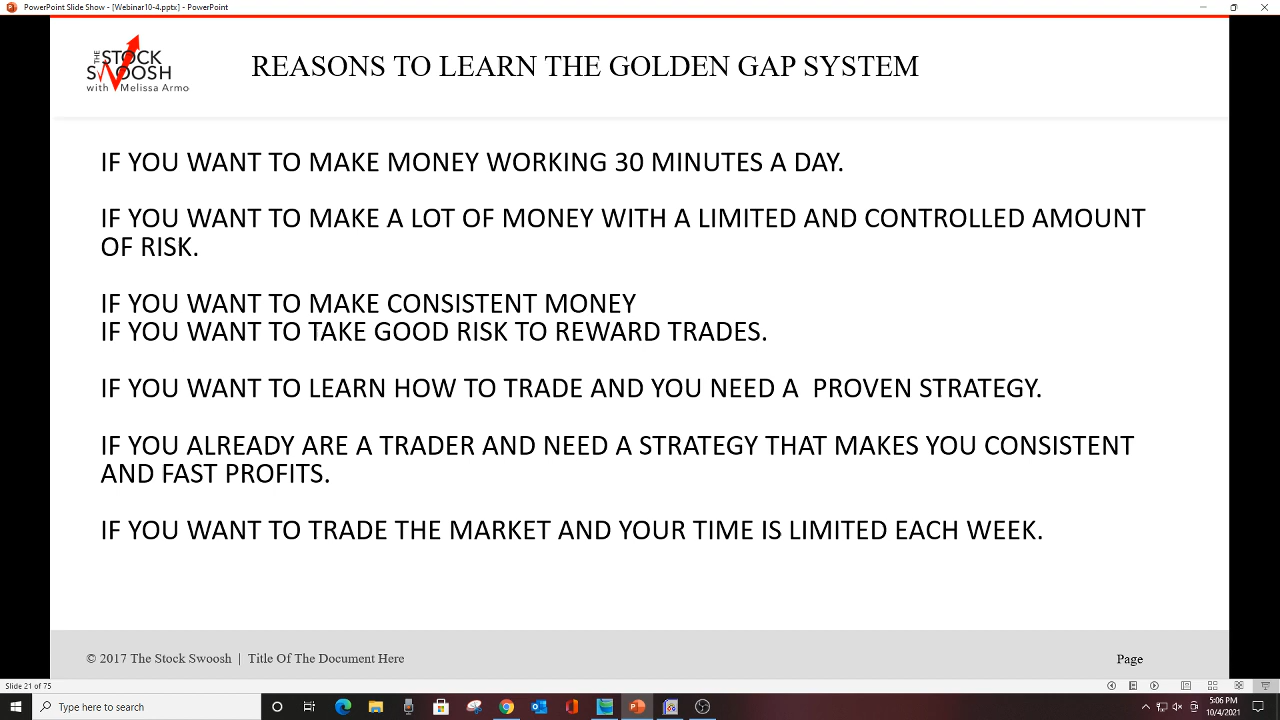 PowerPoint Slide Show - [Webinar10-4.pptx] - PowerPoint
THE
STOCK
SWOOSH
with Melissa Armo
REASONS TO LEARN THE GOLDEN GAP SYSTEM
IF YOU WANT TO MAKE MONEY WORKING 30 MINUTES A DAY.
IF YOU WANT TO MAKE A LOT OF MONEY WITH A LIMITED AND CONTROLLED AMOUNT
OF RISK.
IF YOU WANT TO MAKE CONSISTENT MONEY
IF YOU WANT TO TAKE GOOD RISK TO REWARD TRADES.
IF YOU WANT TO LEARN HOW TO TRADE AND YOU NEED A  PROVEN STRATEGY.
IF YOU ALREADY ARE A TRADER AND NEED A STRATEGY THAT MAKES YOU CONSISTENT
AND FAST PROFITS.
IF YOU WANT TO TRADE THE MARKET AND YOUR TIME IS LIMITED EACH WEEK.
© 2017 The Stock Swoosh | Title Of The Document Here
Page
Slide 21 of 75
Type here to search
5:06 PM
10/4/2021